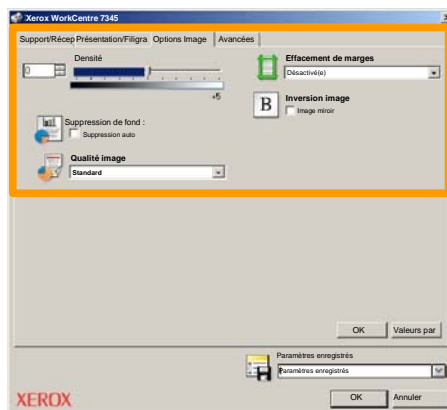 Xerox WorkCentre 7345
Support/Récep Présentation/Filigra Options Image Avancées
Densité
0
+5
Effacement de marges
Désactivé(e)
B
Inversion image
Image miroir
Suppression de fond :
Suppression auto
Qualité image
Standard
OK Valeurs par
Paramètres enregistrés
Paramètres enregistrés
XEROX
OK Annuler